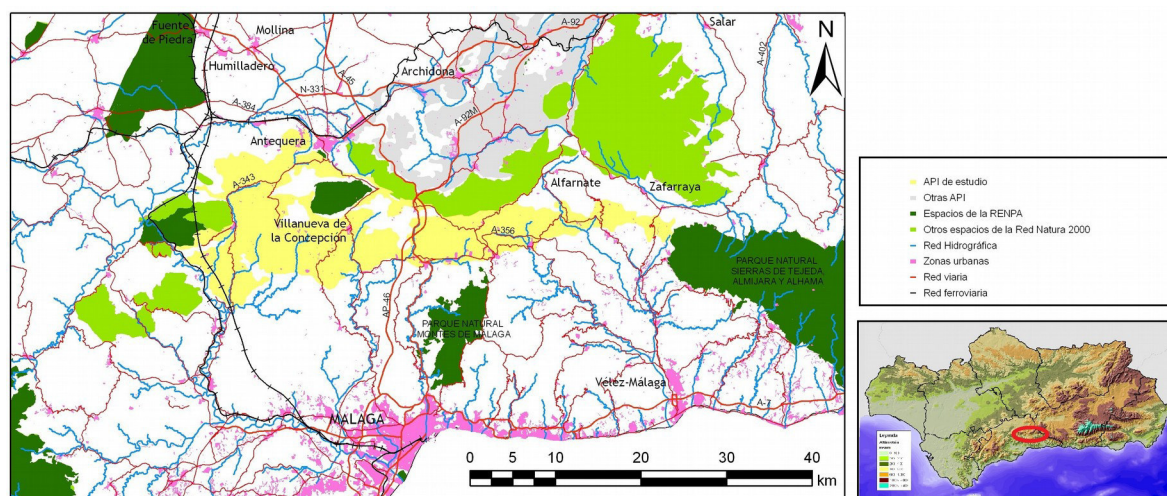 Fuente
de Piedra
Mollina
Humilladero
A-45
N-331
A-384
Archidona
A-92
A-92M
Salar
A-402
N
Antequera
A-343
Villanueva de
la Concepción
Alfarnate
Zafarraya
A-356
AP-46
PARQUE NATURAL
SIERRAS DE TEJEDA,
ALMIJARA Y ALHAMA
PARQUE NATURAL
MONTES DE MÁLAGA
Vélez-Málaga
A-7
MÁLAGA
0 5 10 20 30 40
km
API de estudio
Otras API
Espacios de la RENPA
Otros espacios de la Red Natura 2000
Red Hidrográfica
Zonas urbanas
Red viaria
Red ferroviaria
Leyenda